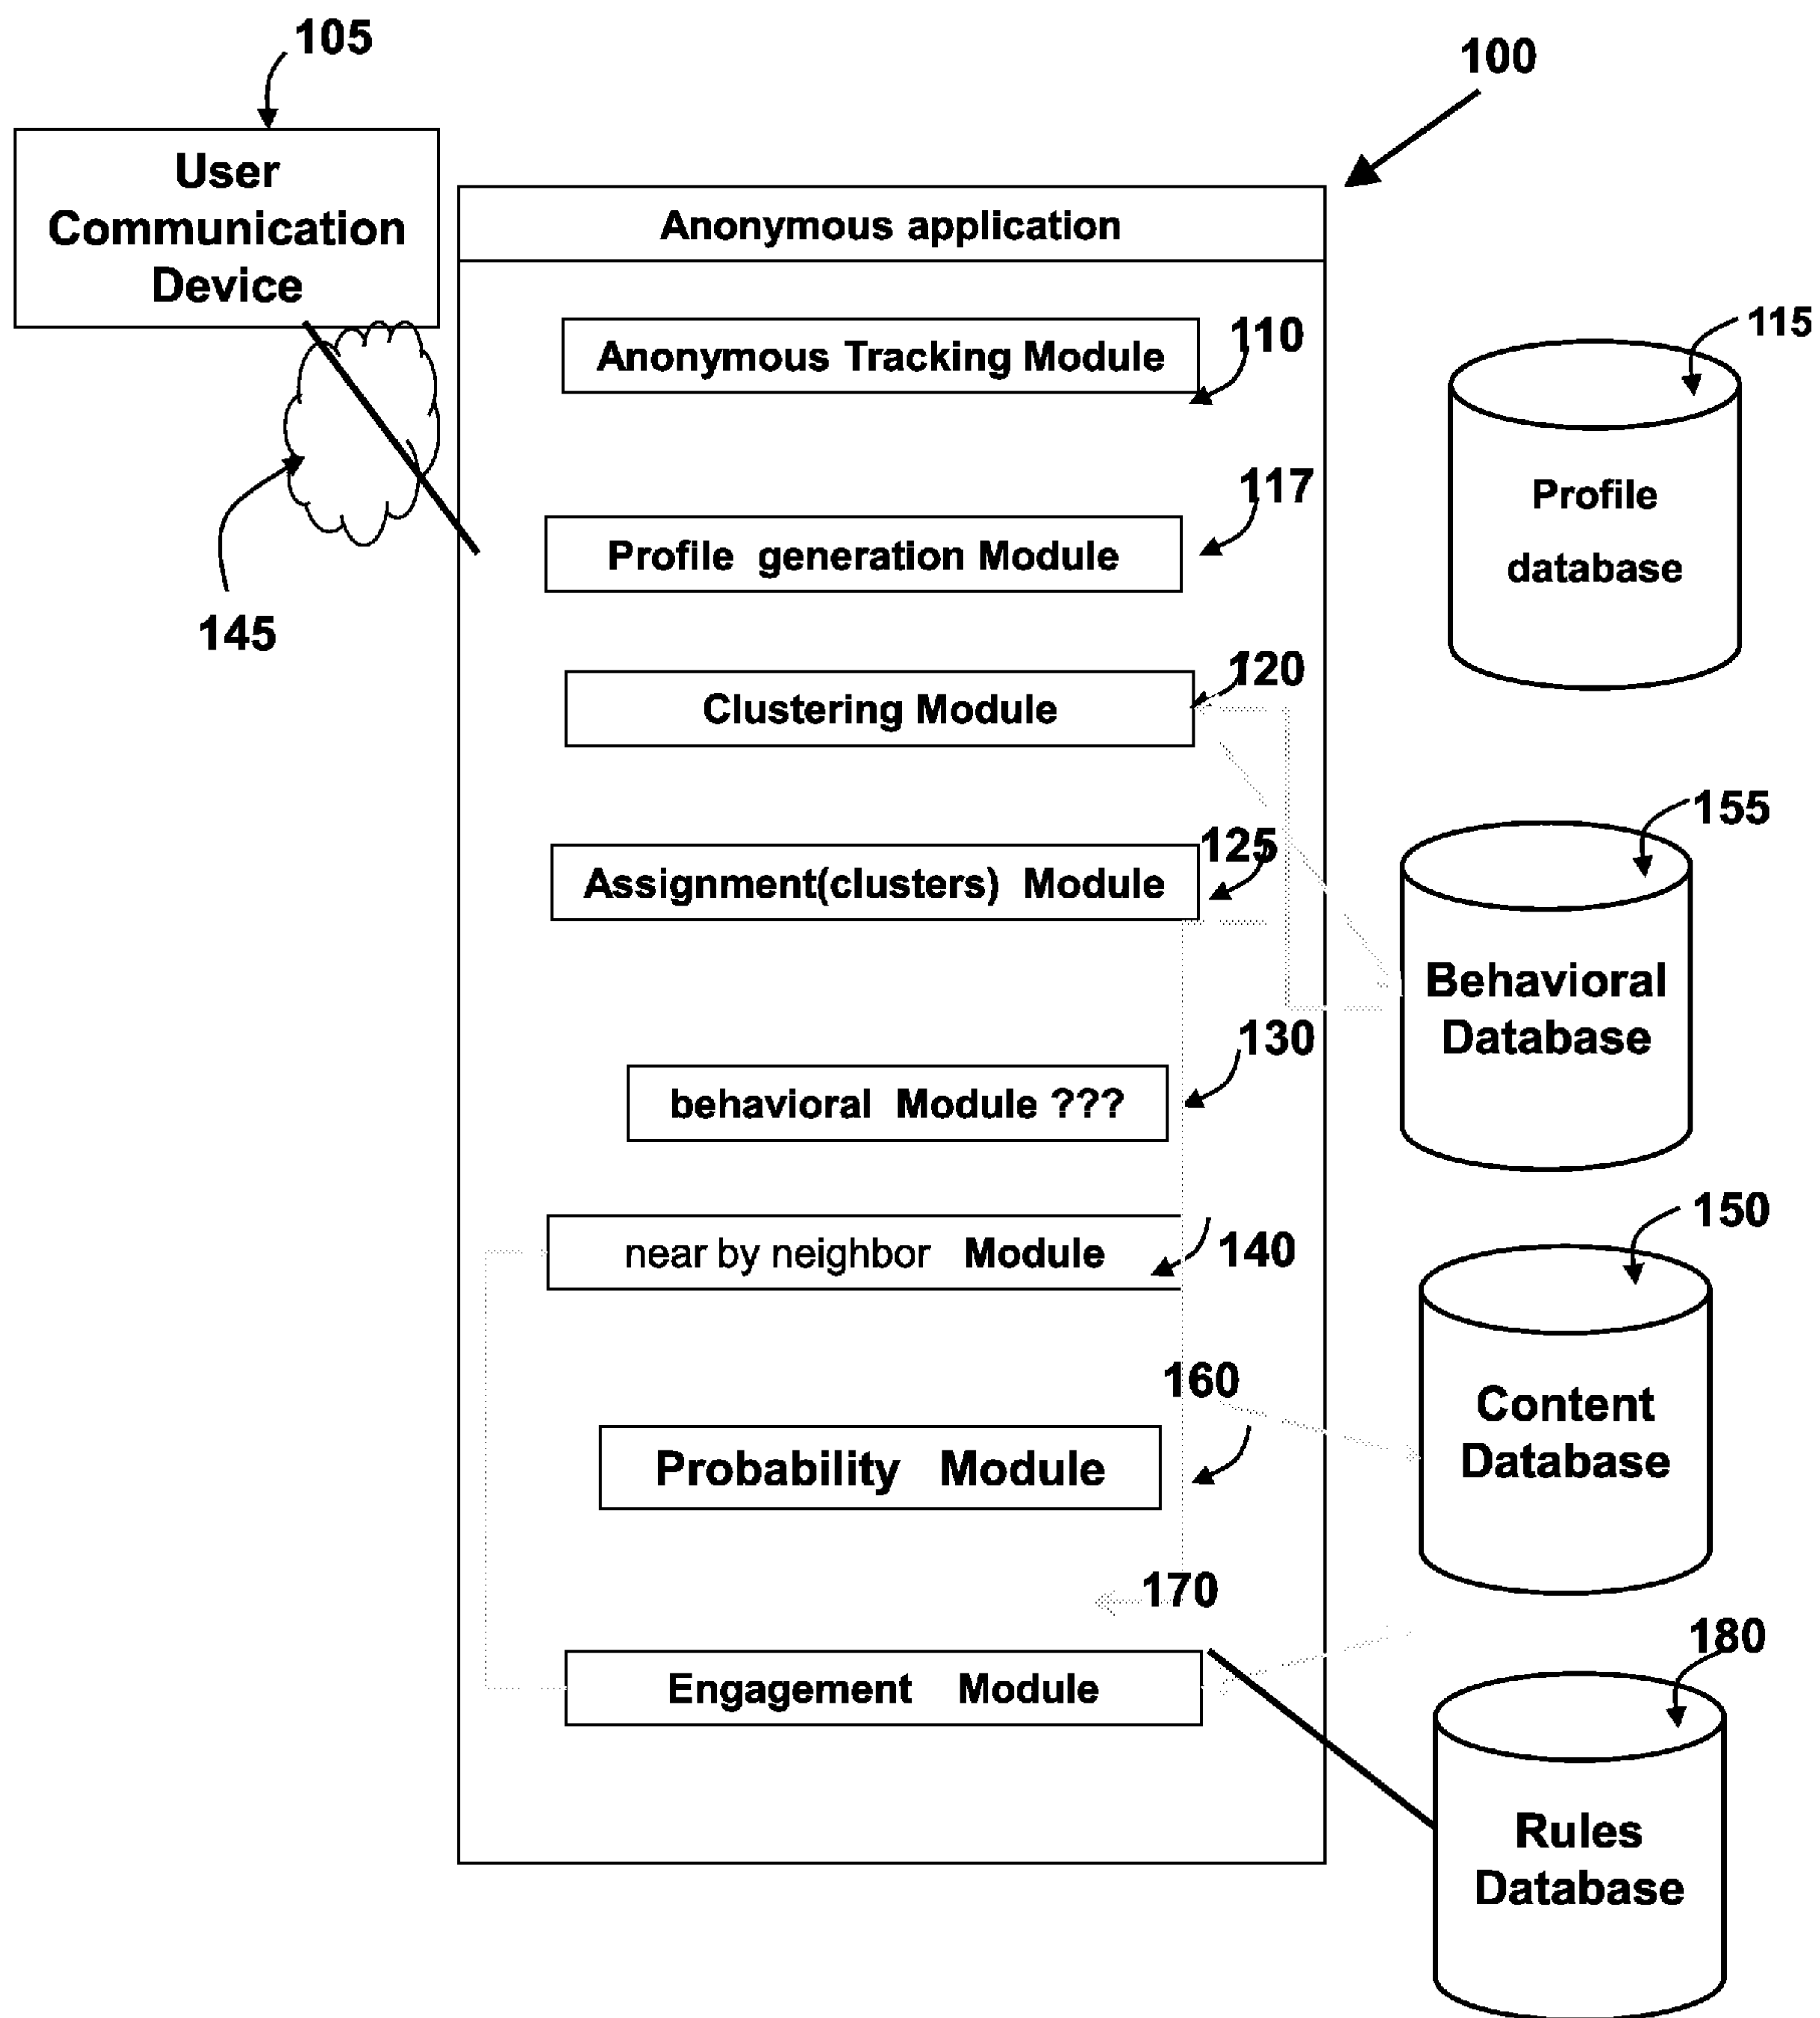 105
100
User
Communication
Device
Anonymous application
Anonymous Tracking Module
110
115
Profile
database
117
Profile generation Module
145
120
Clustering Module
155
125
Assignment(clusters) Module
Behavioral
Database
130
behavioral Module ???
150
near by neighbor Module
140
160
Content
Database
Probability Module
170
180
Engagement Module
Rules
Database